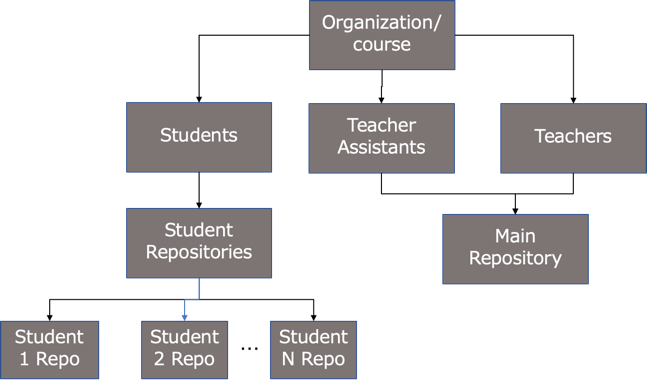 Organization/
course
Students
Teacher
Assistants
Teachers
Student
Repositories
Main
Repository
Student
1 Repo
Student
2 Repo
...
Student
N Repo